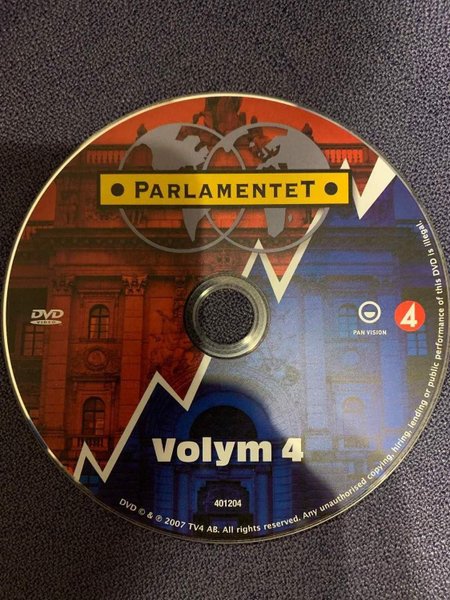 • PARLAMENTET •
DVD
VIDEO
PAN VISION
4
Volym 4
401204
DVD © & ℗ 2007 TV4 AB. All rights reserved. Any unauthorised copying, hiring, lending or public performance of this DVD is illegal.